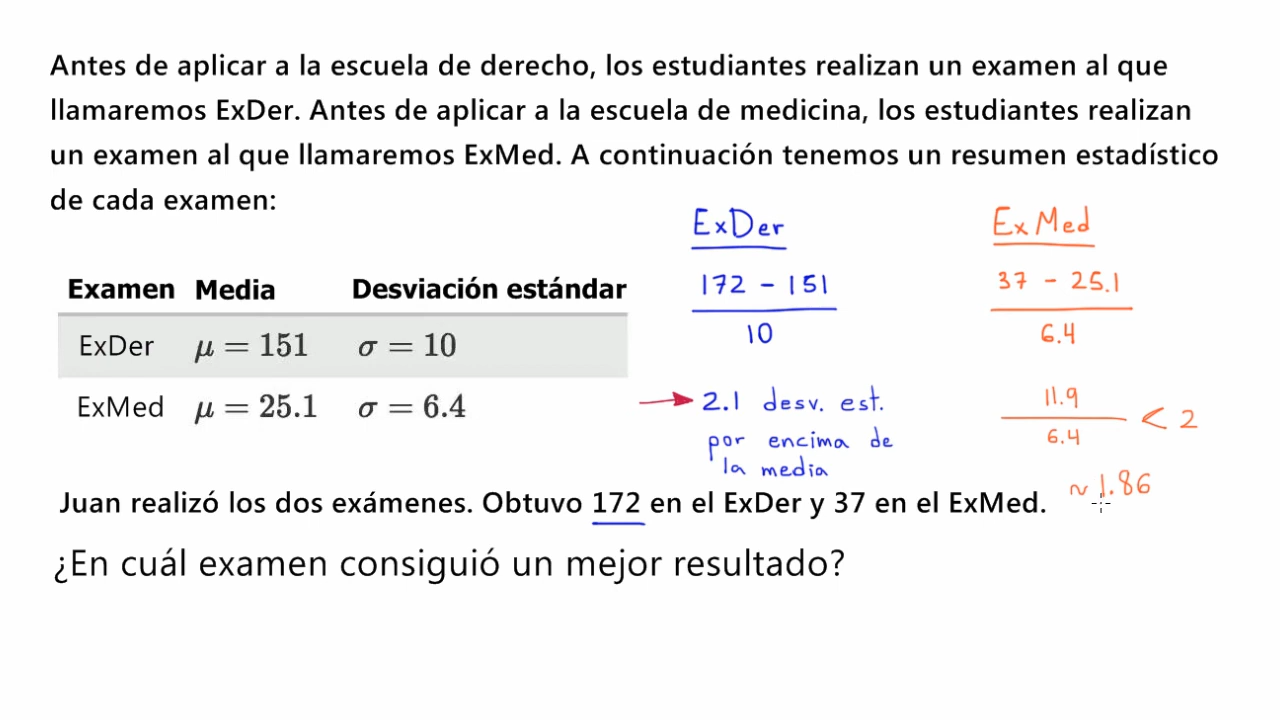 Antes de aplicar a la escuela de derecho, los estudiantes realizan un examen al que
llamaremos ExDer. Antes de aplicar a la escuela de medicina, los estudiantes realizan
un examen al que llamaremos ExMed. A continuación tenemos un resumen estadístico
de cada examen:
Examen Media Desviación estándar
ExDer μ = 151 σ = 10
ExMed μ = 25.1 σ = 6.4
ExDer
172 - 151
10
2.1 desv. est.
por encima de
la media
ExMed
37 - 25.1
6.4
11.9
6.4
< 2
~ 1.86
Juan realizó los dos exámenes. Obtuvo 172 en el ExDer y 37 en el ExMed.
¿En cuál examen consiguió un mejor resultado?